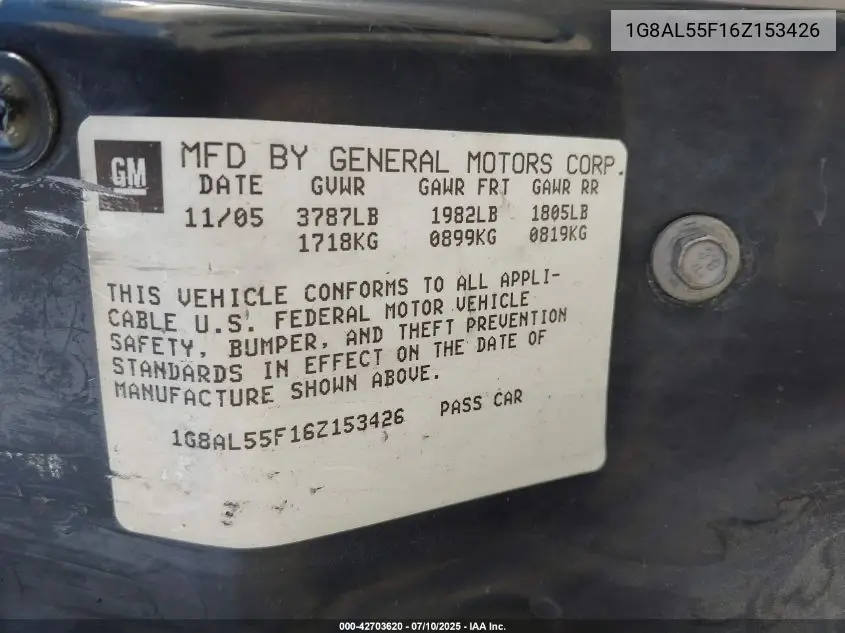 1G8AL55F16Z153426
GM
MFD BY GENERAL MOTORS CORP.
DATE GVWR GAWR FRT GAWR RR
11/05 3787LB 1982LB 1805LB
1718KG 0899KG 0819KG
THIS VEHICLE CONFORMS TO ALL APPLI-
CABLE U.S. FEDERAL MOTOR VEHICLE
SAFETY, BUMPER, AND THEFT PREVENTION
STANDARDS IN EFFECT ON THE DATE OF
MANUFACTURE SHOWN ABOVE.
1G8AL55F16Z153426 PASS CAR
000-42703620 - 07/10/2025 - IAA Inc.